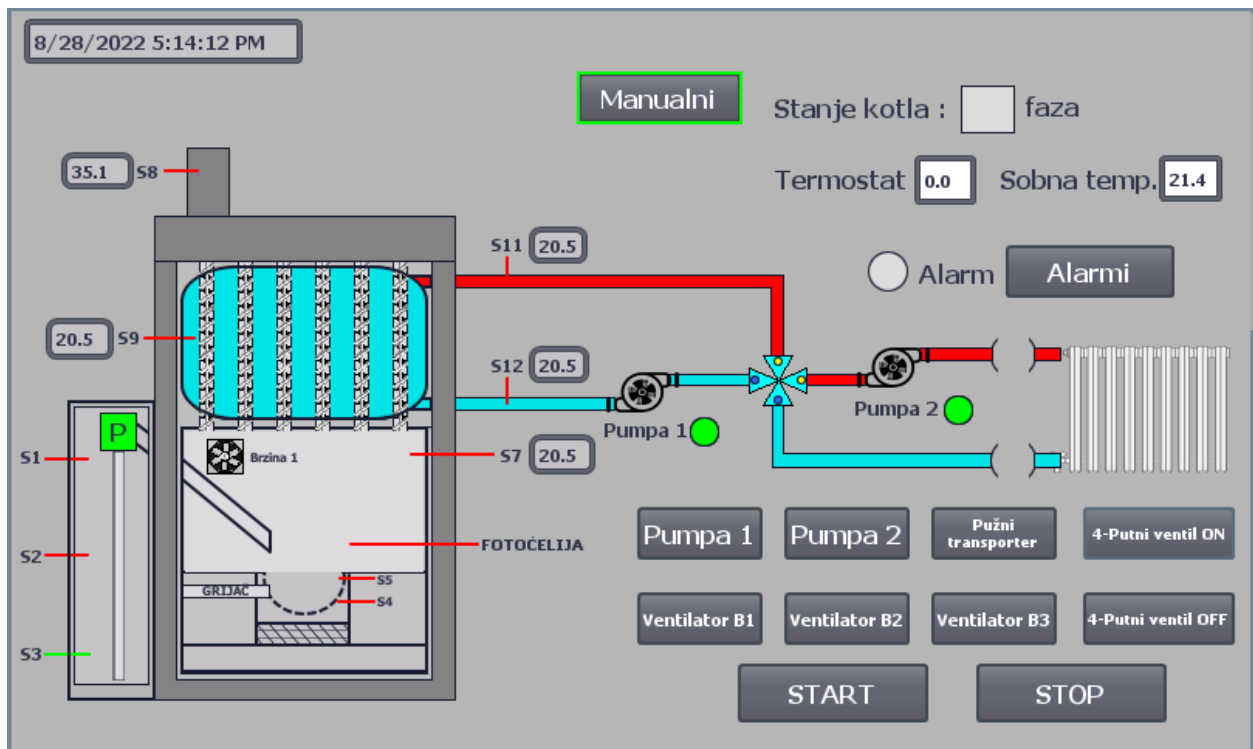 8/28/2022 5:14:12 PM
Manualni
Stanje kotla :
faza
35.1
S8
Termostat
0.0
Sobna temp.
21.4
S11
20.5
Alarm
Alarmi
20.5
S9
S12
20.5
Pumpa 1
Pumpa 2
P
S1
Brzina 1
S7
20.5
S2
FOTOĆELIJA
GRIJAČ
S5
S4
S3
Pumpa 1
Pumpa 2
Pužni
transporter
4-Putni ventil ON
Ventilator B1
Ventilator B2
Ventilator B3
4-Putni ventil OFF
START
STOP